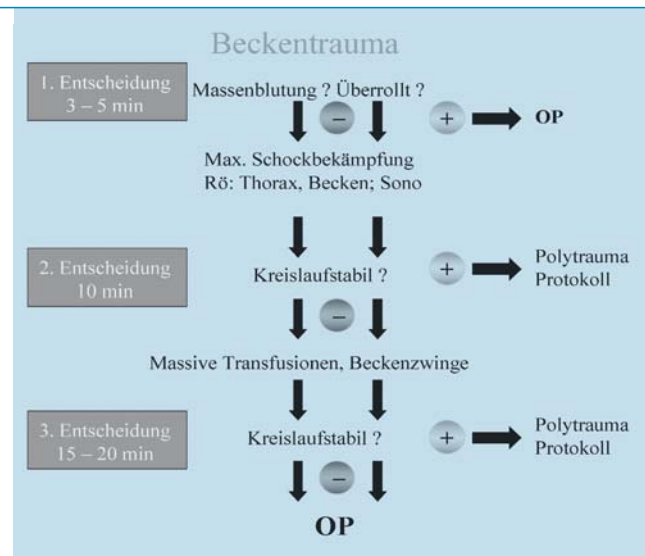 Beckentrauma
1. Entscheidung
3 – 5 min
Massenblutung ? Überrollt ?
–
+
OP
Max. Schockbekämpfung
Rö: Thorax, Becken; Sono
2. Entscheidung
10 min
Kreislaufstabil ?
+
Polytrauma
Protokoll
–
Massive Transfusionen, Beckenzwinge
3. Entscheidung
15 – 20 min
Kreislaufstabil ?
+
Polytrauma
Protokoll
–
OP